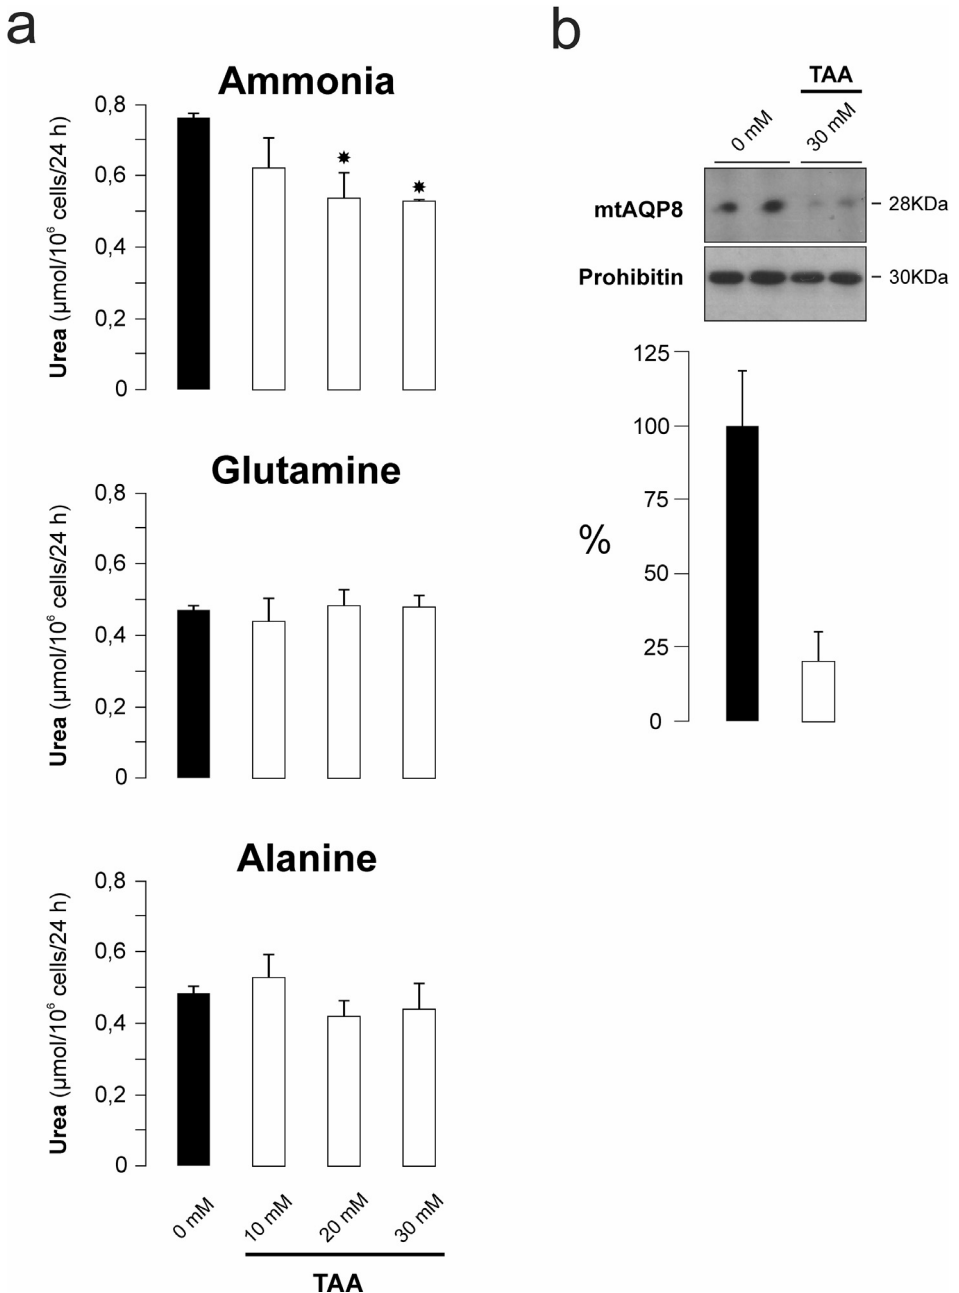 a
Ammonia
Urea (µmol/10⁶ cells/24 h)
0,8
0,6
0,4
0,2
0
Glutamine
Urea (µmol/10⁶ cells/24 h)
0,8
0,6
0,4
0,2
0
Alanine
Urea (µmol/10⁶ cells/24 h)
0,8
0,6
0,4
0,2
0
0 mM
10 mM
20 mM
30 mM
TAA
b
TAA
0 mM
30 mM
mtAQP8
28KDa
Prohibitin
30KDa
%
125
100
75
50
25
0